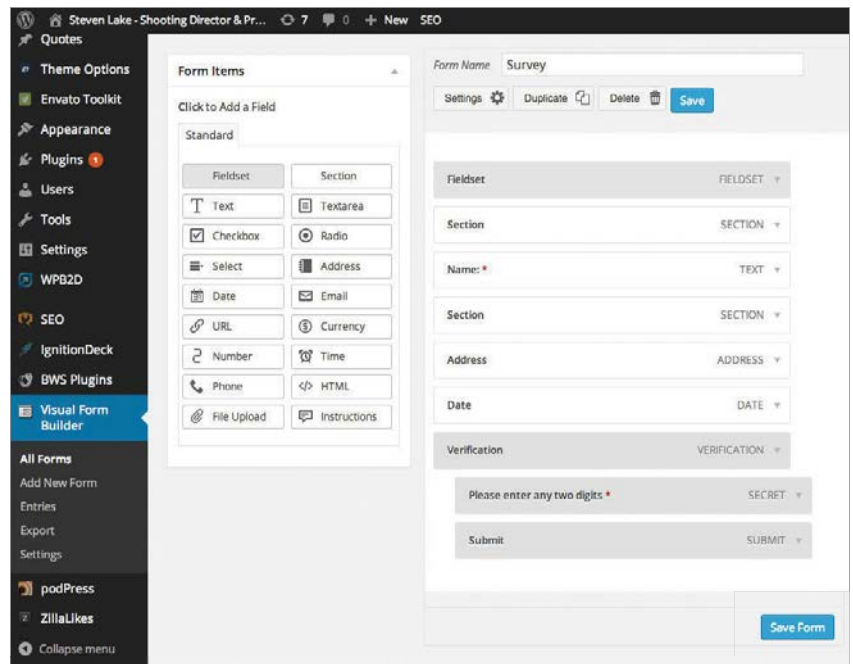 Steven Lake - Shooting Director & Pr... 7 0 + New SEO
Quotes
Theme Options
Envato Toolkit
Appearance
Plugins 1
Users
Tools
Settings
WPB2D
SEO
IgnitionDeck
BWS Plugins
Visual Form
Builder
All Forms
Add New Form
Entries
Export
Settings
podPress
ZillaLikes
Collapse menu
Form Items
Click to Add a Field
Standard
Fieldset Section
Text Textarea
Checkbox Radio
Select Address
Date Email
URL Currency
Number Time
Phone HTML
File Upload Instructions
Form Name Survey
Settings Duplicate Delete Save
Fieldset FIELDSET
Section SECTION
Name: * TEXT
Section SECTION
Address ADDRESS
Date DATE
Verification VERIFICATION
Please enter any two digits * SECRET
Submit SUBMIT
Save Form